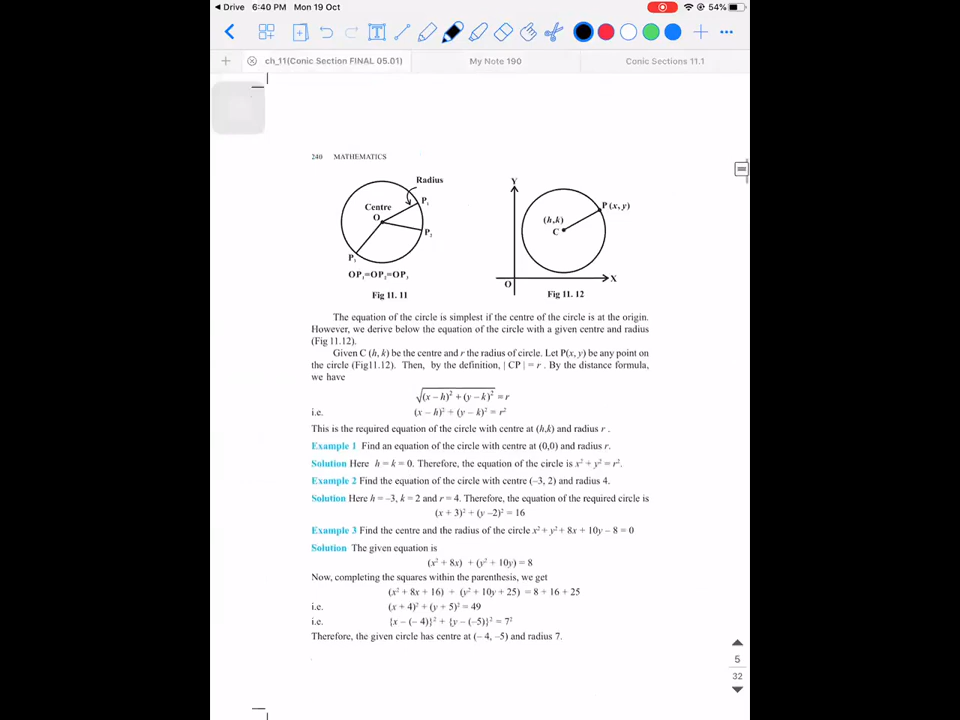 Drive 6:40 PM Mon 19 Oct 54%
ch_11(Conic Section FINAL 05.01) My Note 190 Conic Sections 11.1
240 MATHEMATICS
Radius
Centre
O
P₁
P₂
P₃
OP₁=OP₂=OP₃
Fig 11. 11
Y
P (x, y)
(h,k)
C
O
X
Fig 11. 12
The equation of the circle is simplest if the centre of the circle is at the origin.
However, we derive below the equation of the circle with a given centre and radius
(Fig 11.12).
Given C (h, k) be the centre and r the radius of circle. Let P(x, y) be any point on
the circle (Fig11.12). Then, by the definition, | CP | = r . By the distance formula,
we have
√(x – h)² + (y – k)² = r
i.e. (x – h)² + (y – k)² = r²
This is the required equation of the circle with centre at (h,k) and radius r .
Example 1 Find an equation of the circle with centre at (0,0) and radius r.
Solution Here h = k = 0. Therefore, the equation of the circle is x² + y² = r².
Example 2 Find the equation of the circle with centre (–3, 2) and radius 4.
Solution Here h = –3, k = 2 and r = 4. Therefore, the equation of the required circle is
(x + 3)² + (y –2)² = 16
Example 3 Find the centre and the radius of the circle x² + y² + 8x + 10y – 8 = 0
Solution The given equation is
(x² + 8x) + (y² + 10y) = 8
Now, completing the squares within the parenthesis, we get
(x² + 8x + 16) + (y² + 10y + 25) = 8 + 16 + 25
i.e. (x + 4)² + (y + 5)² = 49
i.e. {x – (– 4)}² + {y – (–5)}² = 7²
Therefore, the given circle has centre at (– 4, –5) and radius 7.
5
32